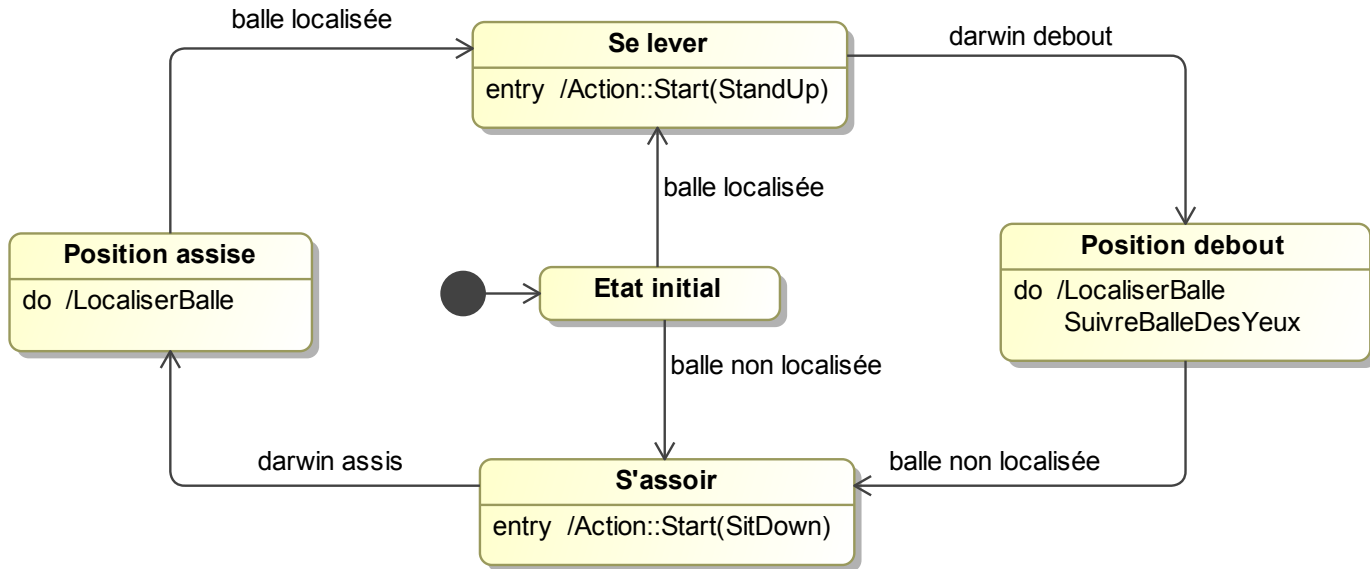 balle localisée
Se lever
darwin debout
entry /Action::Start(StandUp)
balle localisée
Position assise
do /LocaliserBalle
Etat initial
Position debout
do /LocaliserBalle
SuivreBalleDesYeux
balle non localisée
darwin assis
S'assoir
balle non localisée
entry /Action::Start(SitDown)